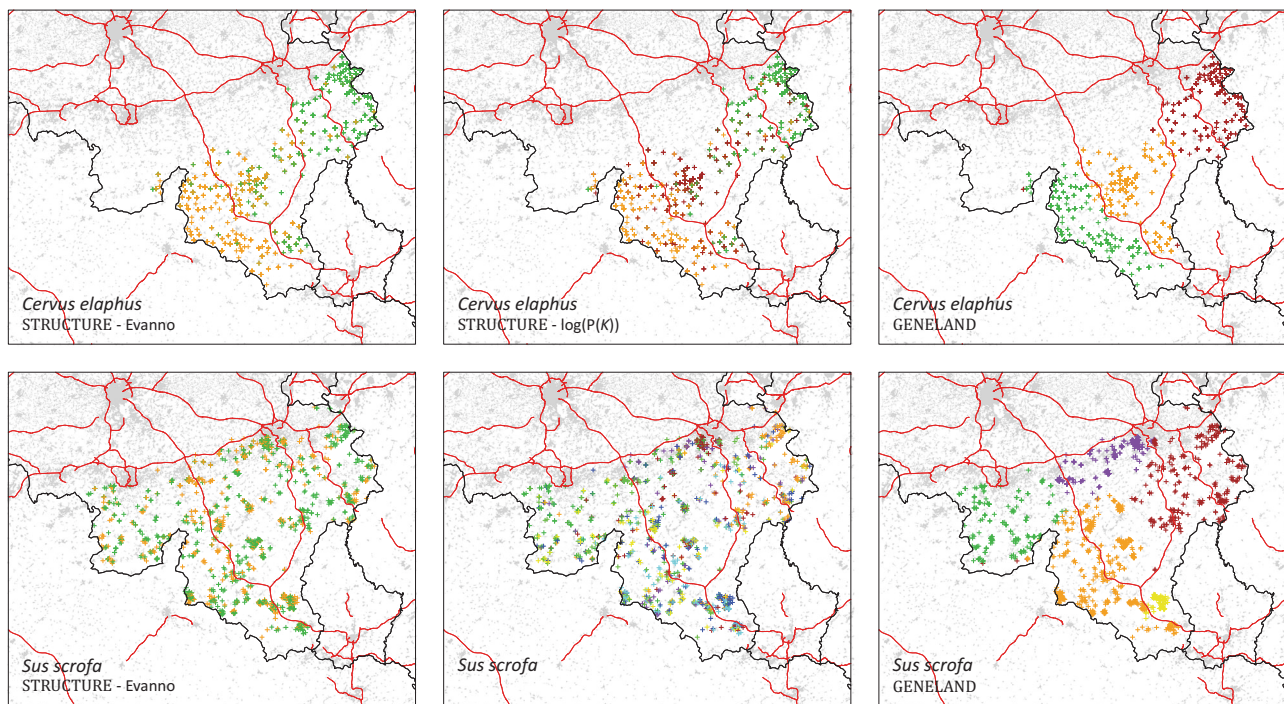 Cervus elaphus
STRUCTURE - Evanno
Cervus elaphus
STRUCTURE - log(P(K))
Cervus elaphus
GENELAND
Sus scrofa
STRUCTURE - Evanno
Sus scrofa
Sus scrofa
GENELAND